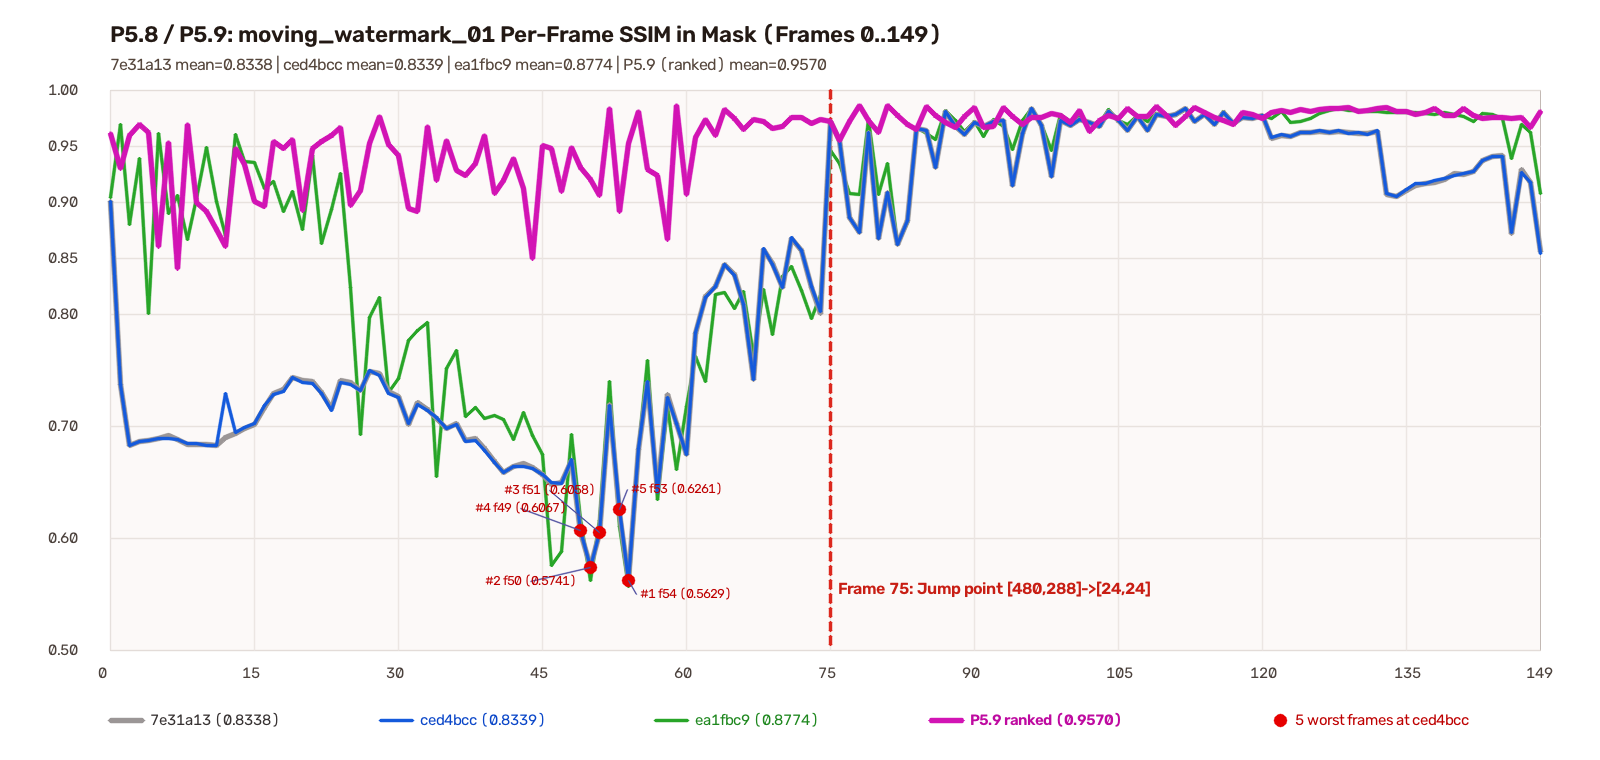 P5.8 / P5.9: moving_watermark_01 Per-Frame SSIM in Mask (Frames 0..149)
7e31a13 mean=0.8338 | ced4bcc mean=0.8339 | ea1fbc9 mean=0.8774 | P5.9 (ranked) mean=0.9570
1.00
0.95
0.90
0.85
0.80
0.70
0.60
0.50
#3 f51 (0.6058)
#5 f53 (0.6261)
#4 f49 (0.6067)
#2 f50 (0.5741)
#1 f54 (0.5629)
Frame 75: Jump point [480,288]->[24,24]
0 15 30 45 60 75 90 105 120 135 149
7e31a13 (0.8338) ced4bcc (0.8339) ea1fbc9 (0.8774) P5.9 ranked (0.9570) 5 worst frames at ced4bcc